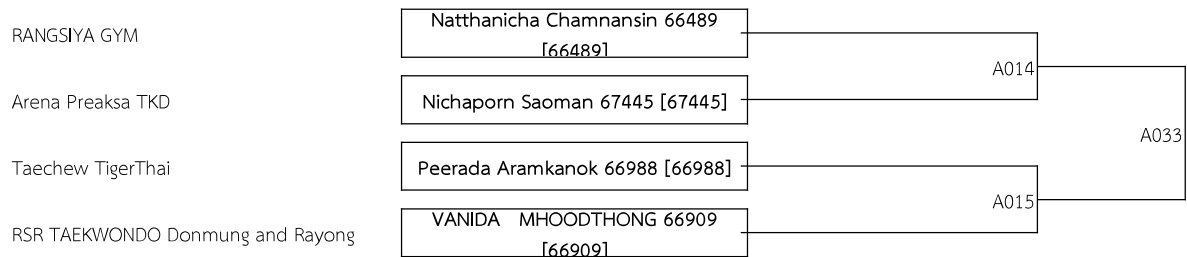 RANGSIYA GYM
Natthanicha Chamnansin 66489
[66489]
A014
Arena Preaksa TKD
Nichaporn Saoman 67445 [67445]
A033
Taechew TigerThai
Peerada Aramkanok 66988 [66988]
A015
RSR TAEKWONDO Donmung and Rayong
VANIDA MHOODTHONG 66909
[66909]